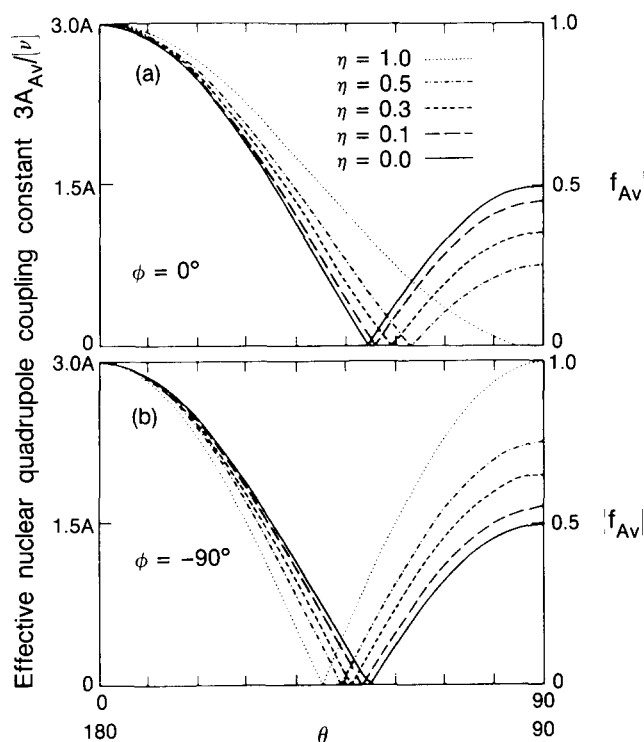 Effective nuclear quadrupole coupling constant 3A_Av/|ν|
3.0A
1.5A
0
(a)
φ = 0°
η = 1.0
η = 0.5
η = 0.3
η = 0.1
η = 0.0
1.0
0.5
0
f_Av
3.0A
1.5A
0
(b)
φ = −90°
1.0
0.5
0
|f_Av|
0 90
180 θ 90